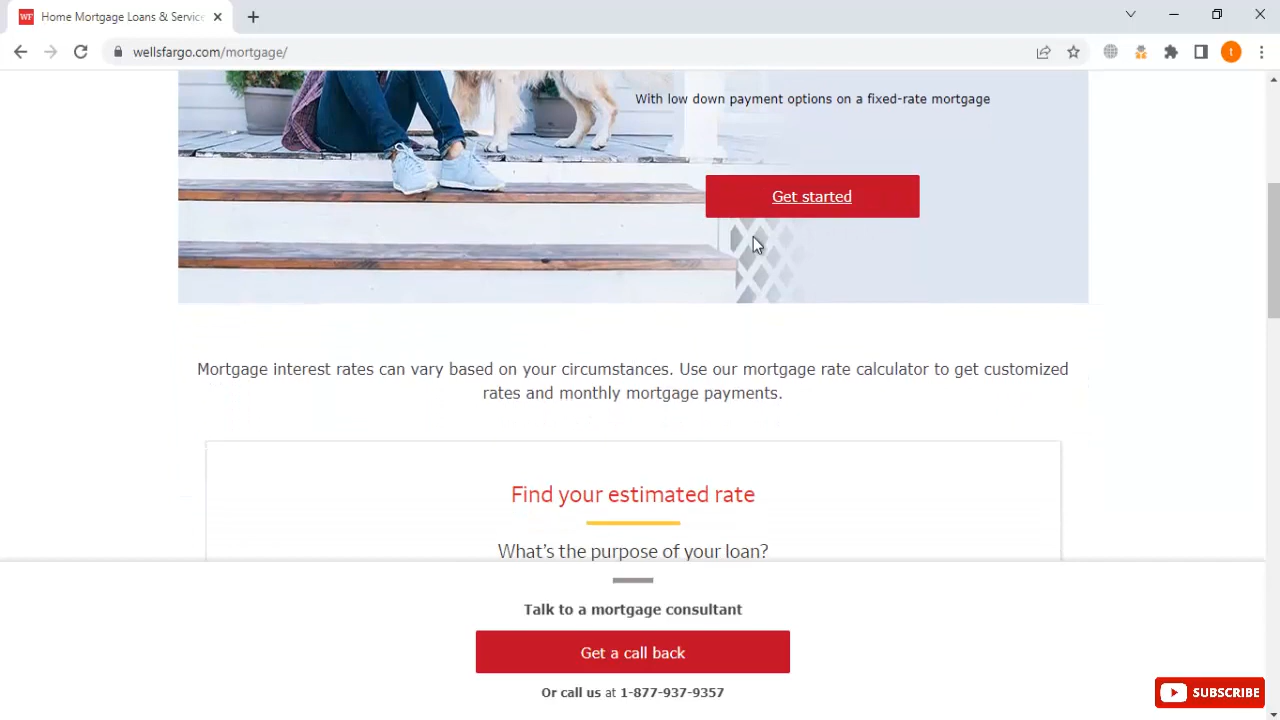 WF Home Mortgage Loans & Service
wellsfargo.com/mortgage/
t
With low down payment options on a fixed-rate mortgage
Get started
Mortgage interest rates can vary based on your circumstances. Use our mortgage rate calculator to get customized
rates and monthly mortgage payments.
Find your estimated rate
What's the purpose of your loan?
Talk to a mortgage consultant
Get a call back
Or call us at 1-877-937-9357
SUBSCRIBE